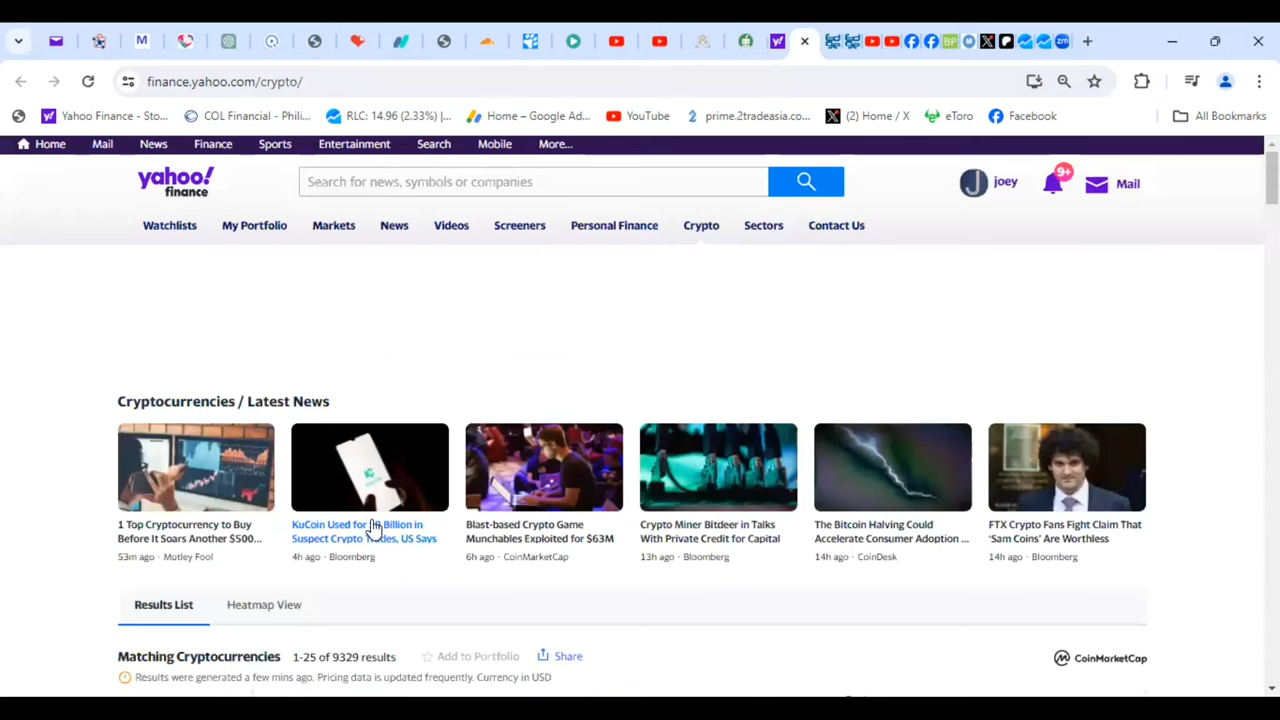 finance.yahoo.com/crypto/
Yahoo Finance - Sto...
COL Financial - Phili...
RLC: 14.96 (2.33%) |...
Home – Google Ad...
YouTube
prime.2tradeasia.co...
(2) Home / X
eToro
Facebook
All Bookmarks
Home
Mail
News
Finance
Sports
Entertainment
Search
Mobile
More...
yahoo!
finance
Search for news, symbols or companies
J
joey
9+
Mail
Watchlists
My Portfolio
Markets
News
Videos
Screeners
Personal Finance
Crypto
Sectors
Contact Us
Cryptocurrencies / Latest News
1 Top Cryptocurrency to Buy
Before It Soars Another $500...
53m ago • Motley Fool
KuCoin Used for Billion in
Suspect Crypto Trades, US Says
4h ago • Bloomberg
Blast-based Crypto Game
Munchables Exploited for $63M
6h ago • CoinMarketCap
Crypto Miner Bitdeer in Talks
With Private Credit for Capital
13h ago • Bloomberg
The Bitcoin Halving Could
Accelerate Consumer Adoption ...
14h ago • CoinDesk
FTX Crypto Fans Fight Claim That
‘Sam Coins’ Are Worthless
14h ago • Bloomberg
Results List
Heatmap View
Matching Cryptocurrencies
1-25 of 9329 results
Add to Portfolio
Share
CoinMarketCap
Results were generated a few mins ago. Pricing data is updated frequently. Currency in USD